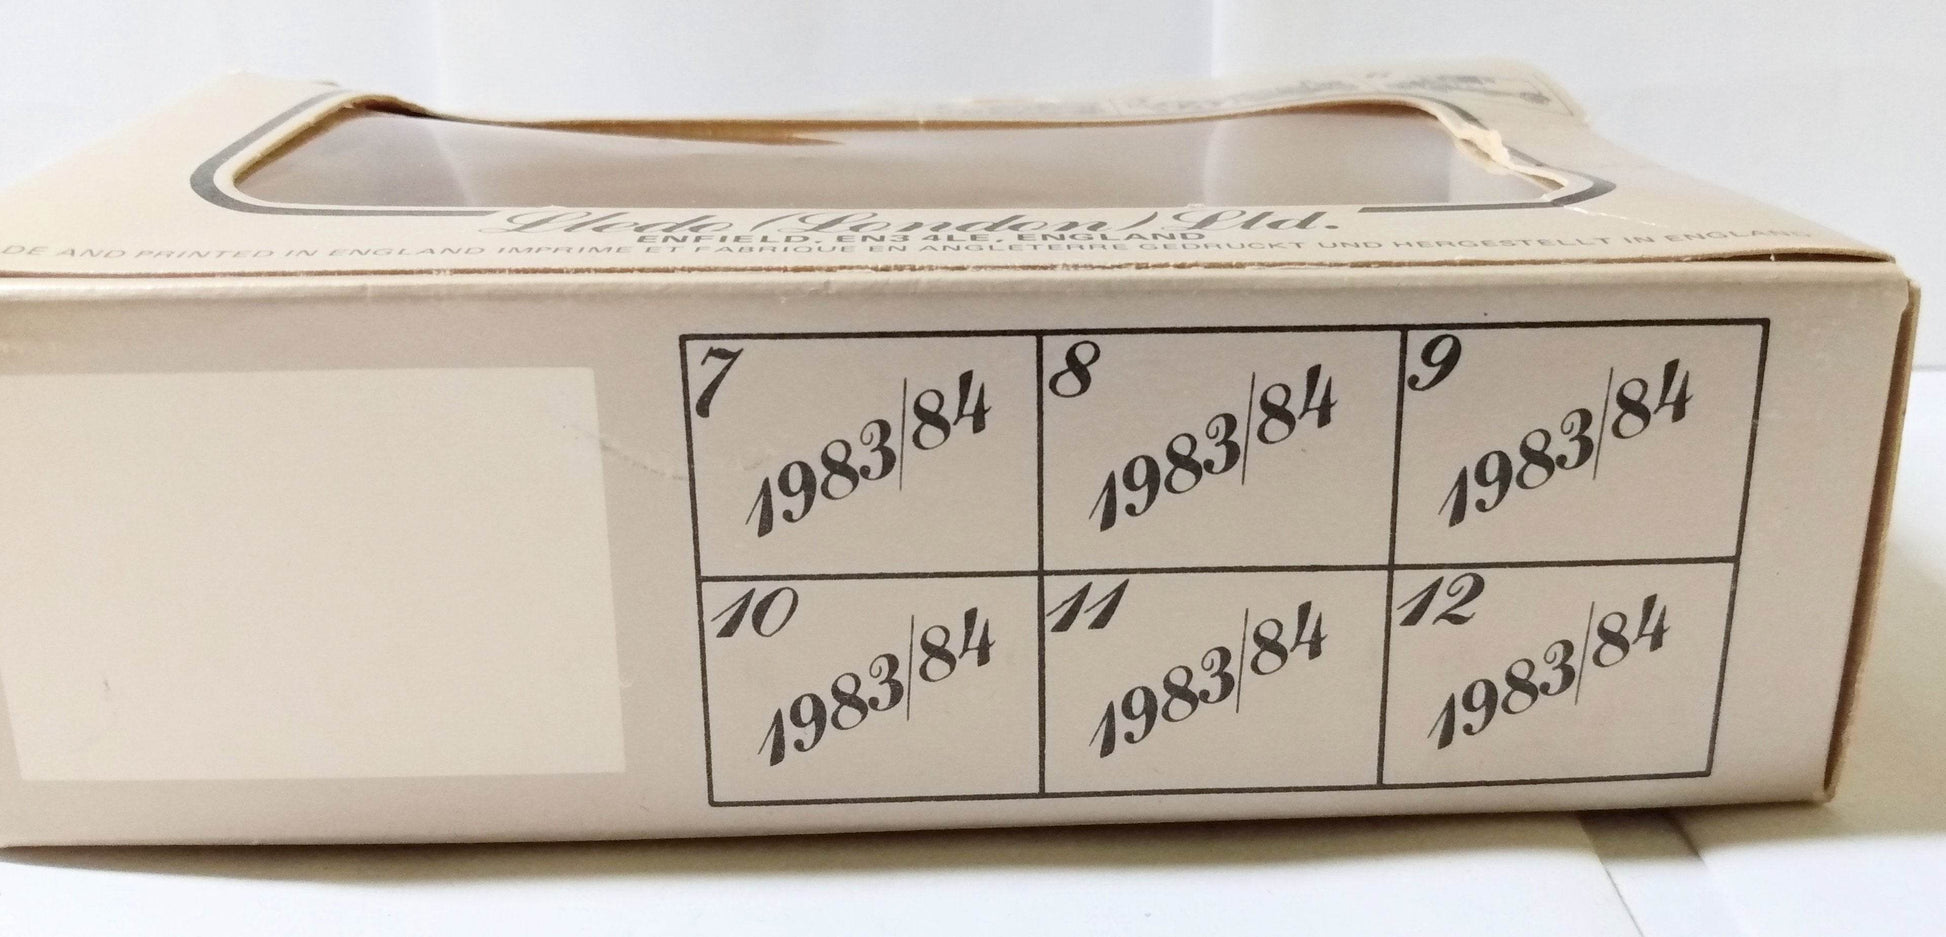 Lledo (London) Ltd.
ENFIELD, EN3 4LE, ENGLAND
DE AND PRINTED IN ENGLAND IMPRIME ET FABRIQUE EN ANGLETERRE GEDRUCKT UND HERGESTELLT IN ENGLAND
7 8 9
1983/84 1983/84 1983/84
10 11 12
1983/84 1983/84 1983/84